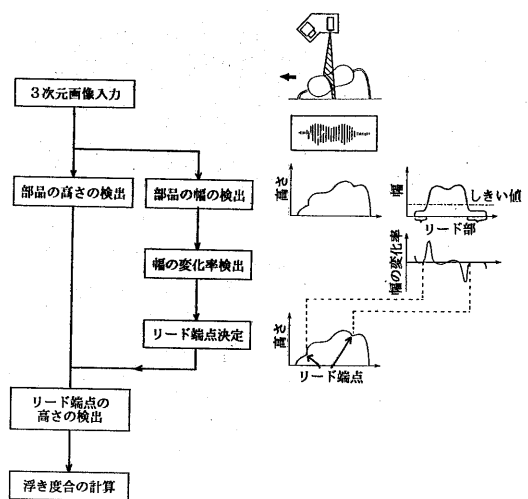 3次元画像入力
部品の高さの検出
部品の幅の検出
幅の変化率検出
リード端点決定
リード端点の
高さの検出
浮き度合の計算
高さ
幅
しきい値
リード部
幅の変化率
高さ
リード端点